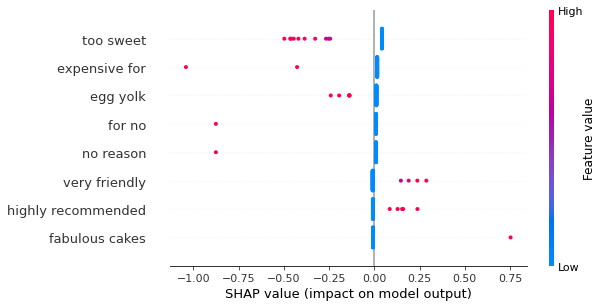 High
too sweet
expensive for
egg yolk
for no
no reason
very friendly
highly recommended
fabulous cakes
Feature value
Low
−1.00 −0.75 −0.50 −0.25 0.00 0.25 0.50 0.75
SHAP value (impact on model output)